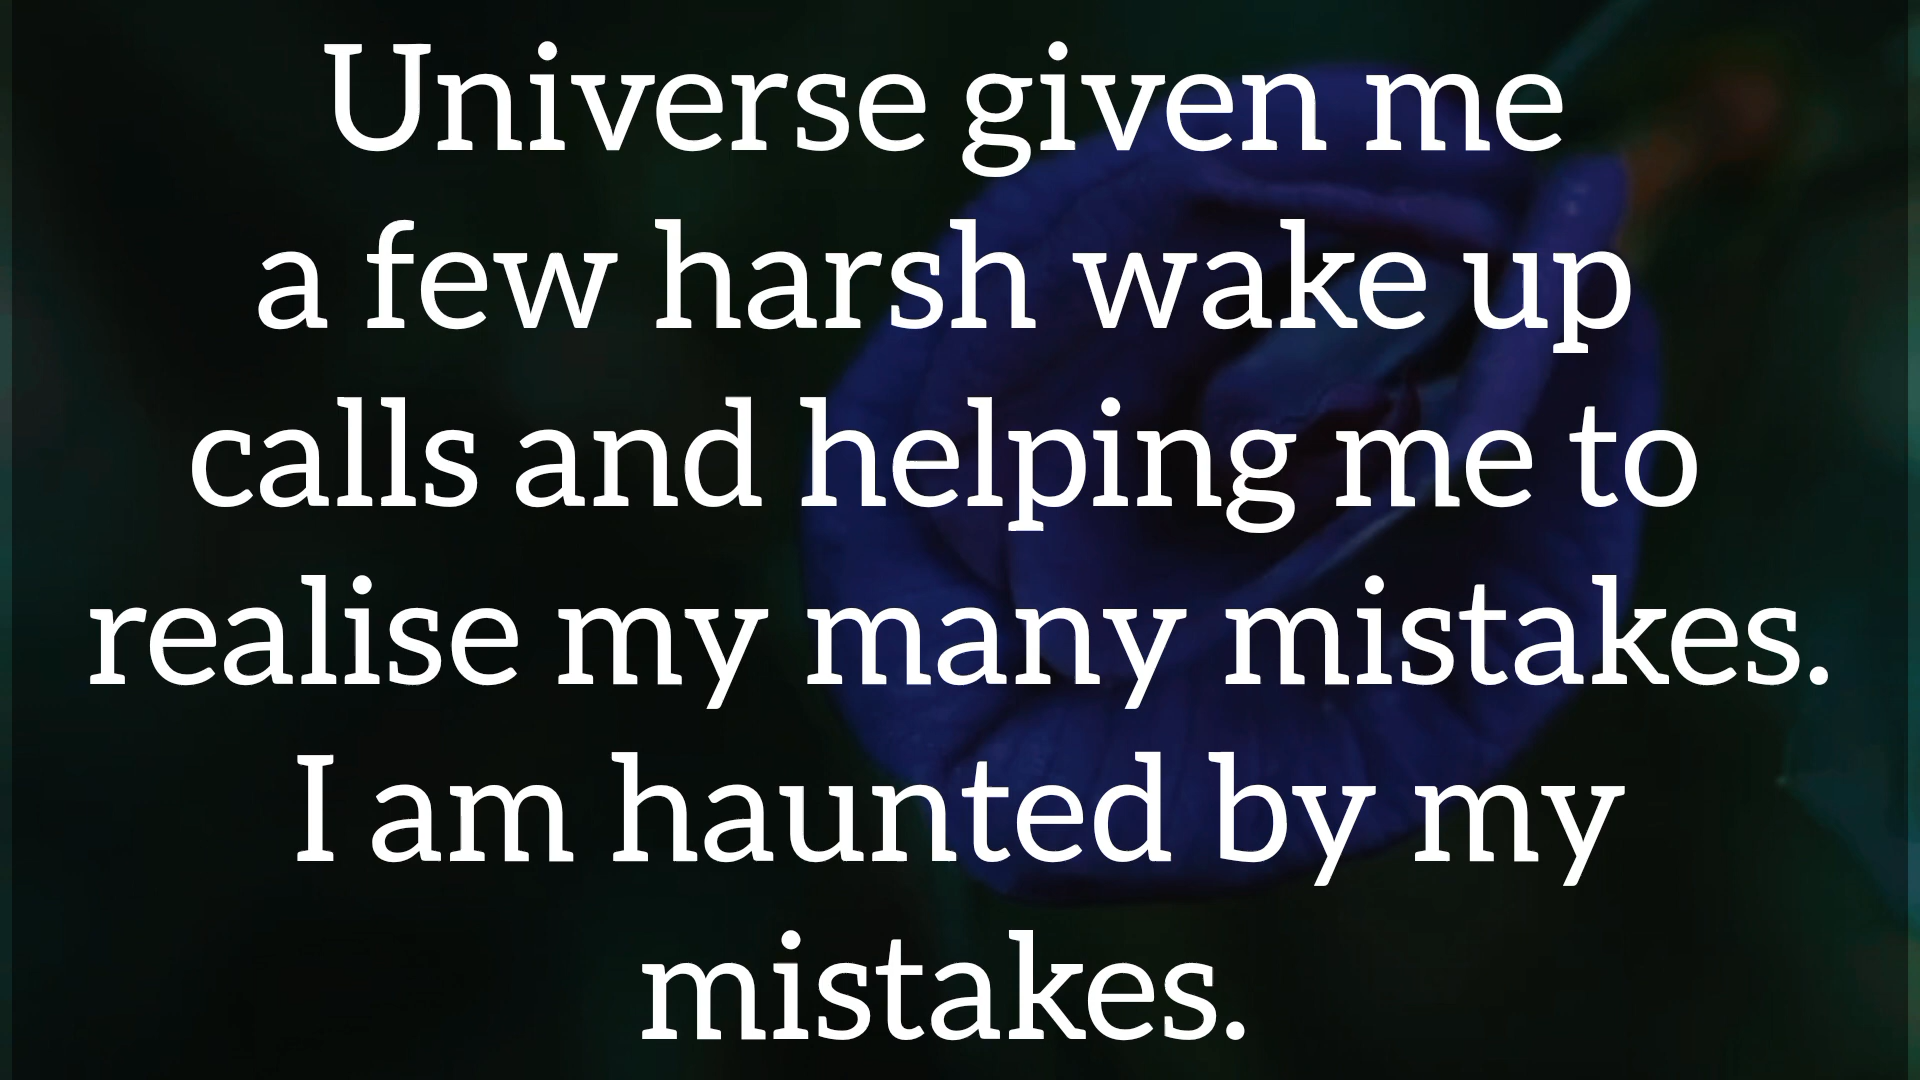 Universe given me
a few harsh wake up
calls and helping me to
realise my many mistakes.
I am haunted by my
mistakes.